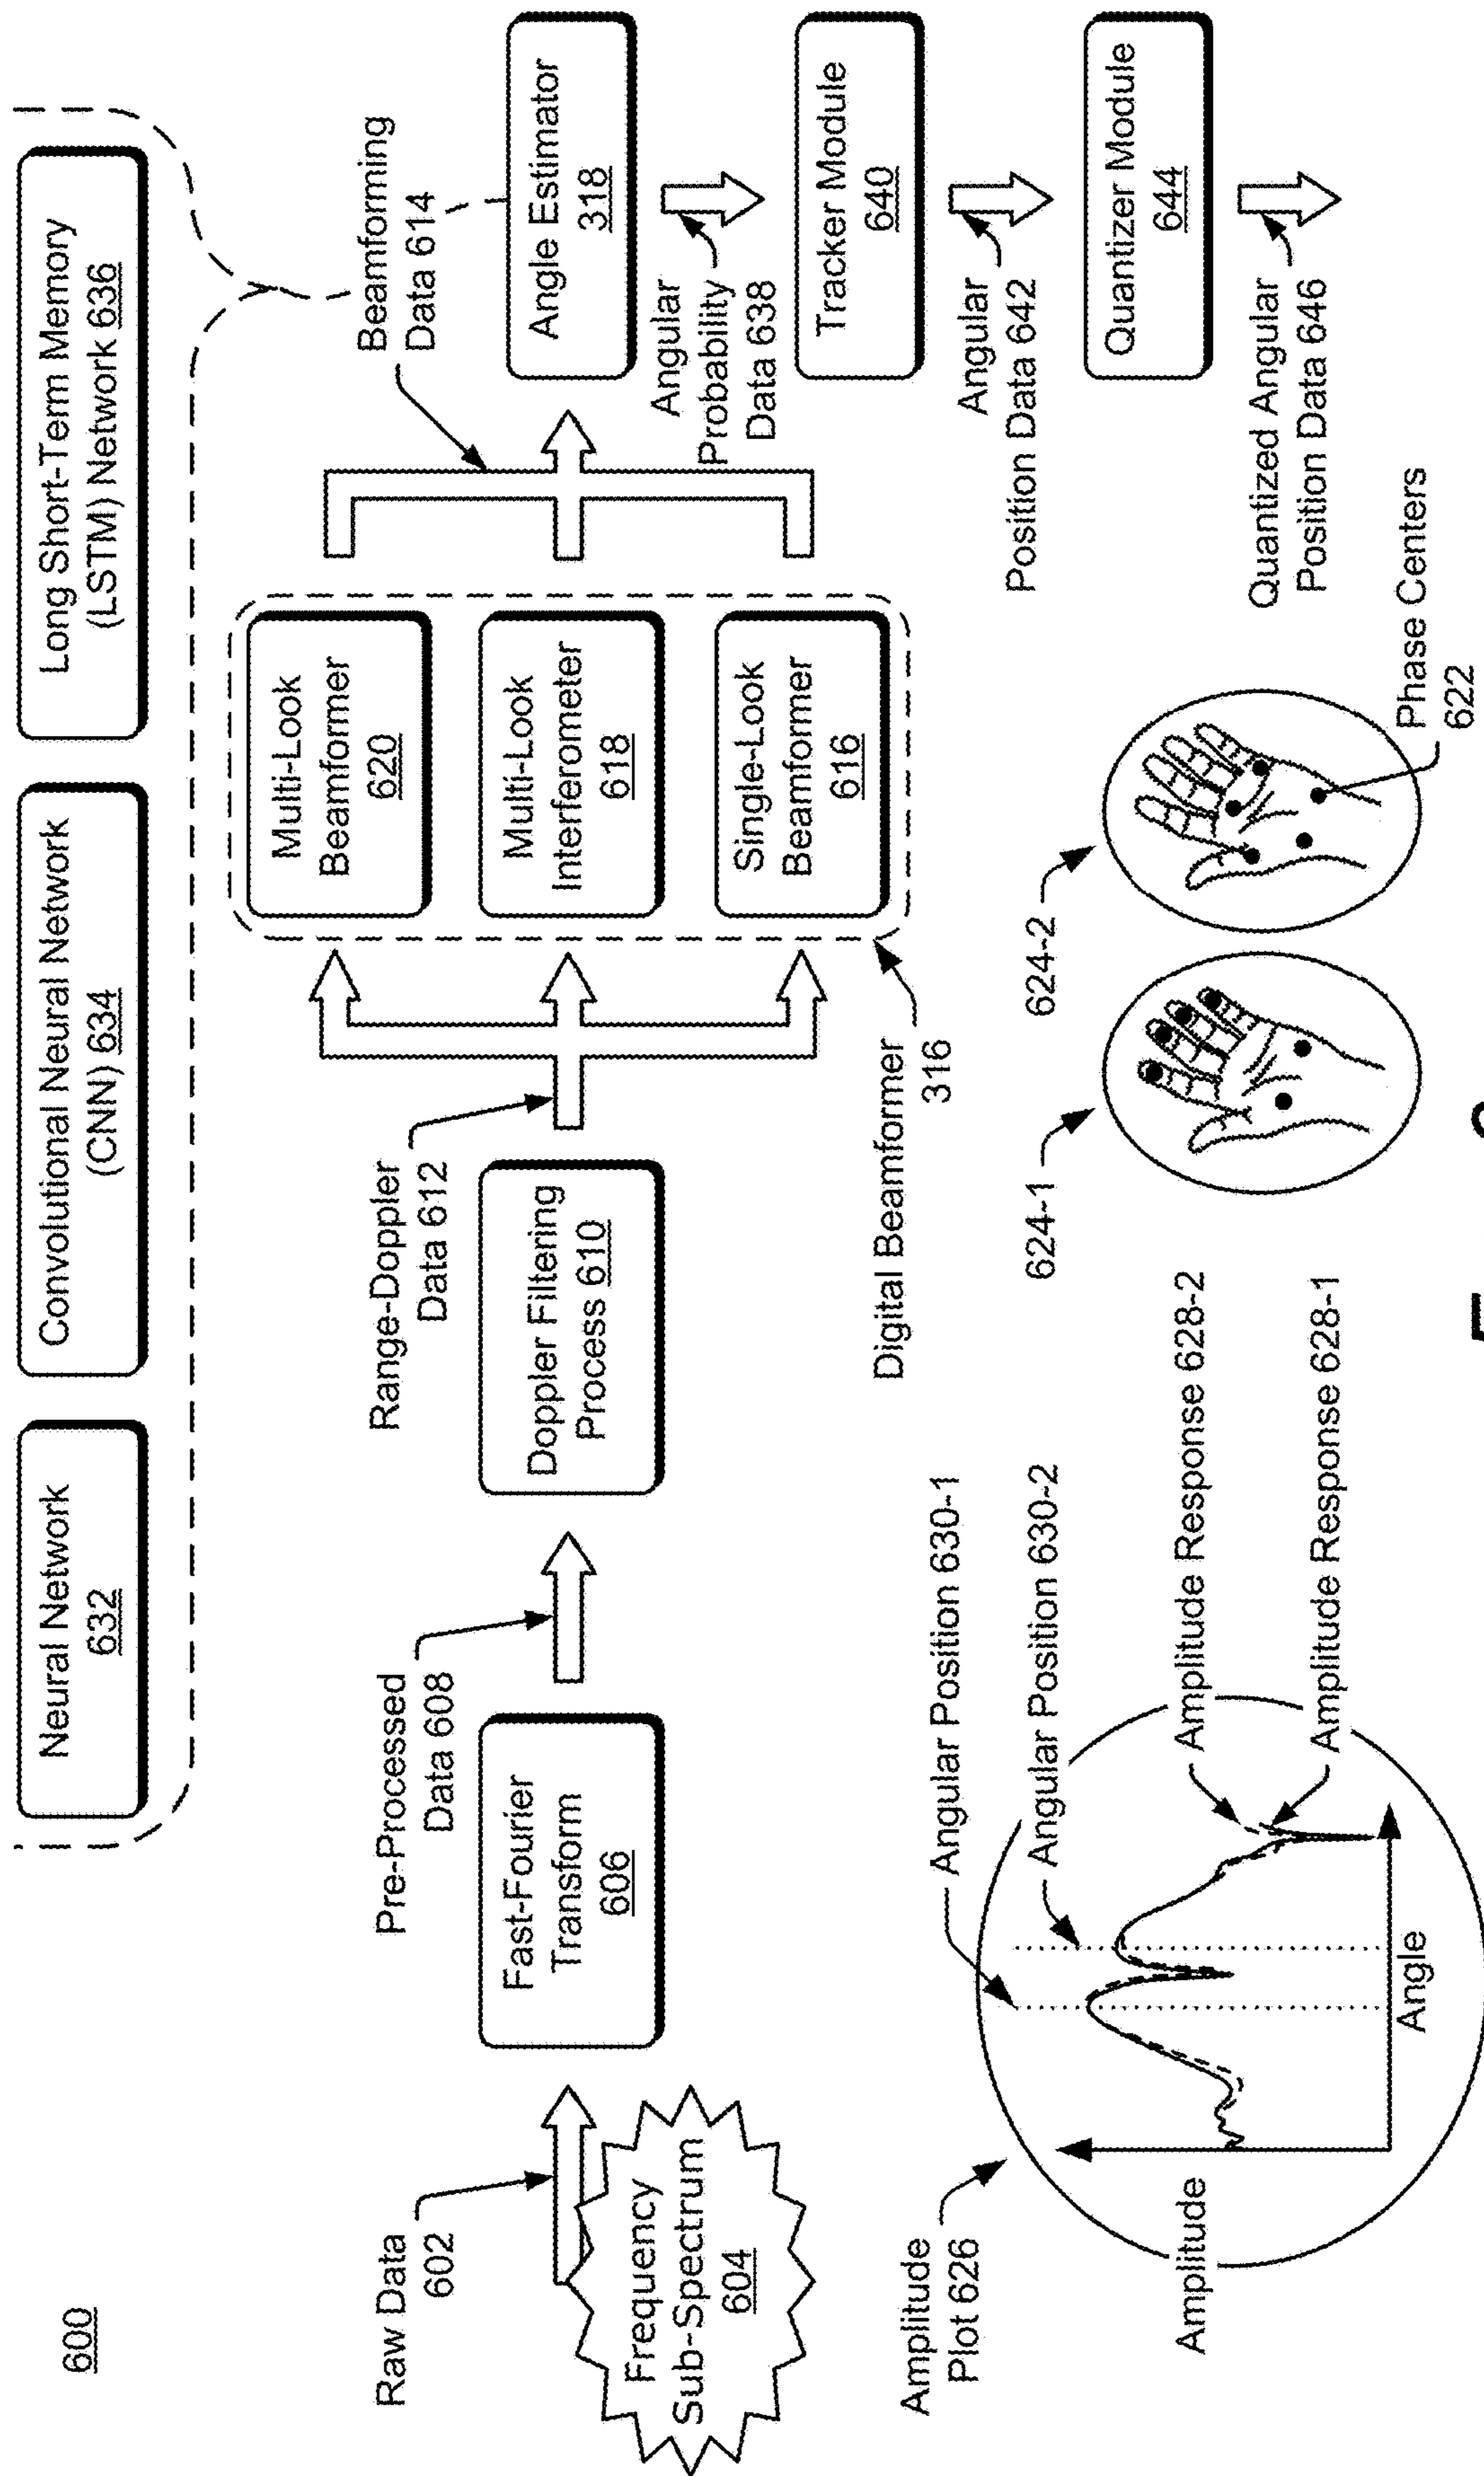 600
Neural Network
632
Convolutional Neural Network
(CNN) 634
Long Short-Term Memory
(LSTM) Network 636
Raw Data
602
Frequency
Sub-Spectrum
604
Fast-Fourier
Transform
606
Pre-Processed
Data 608
Doppler Filtering
Process 610
Range-Doppler
Data 612
Multi-Look
Beamformer
620
Multi-Look
Interferometer
618
Single-Look
Beamformer
616
Digital Beamformer
316
Beamforming
Data 614
Angle Estimator
318
Angular
Probability
Data 638
Tracker Module
640
Angular
Position Data 642
Quantizer Module
644
Quantized Angular
Position Data 646
Amplitude
Plot 626
Amplitude
Angle
Angular Position 630-1
Angular Position 630-2
Amplitude Response 628-2
Amplitude Response 628-1
624-1
624-2
Phase Centers
622